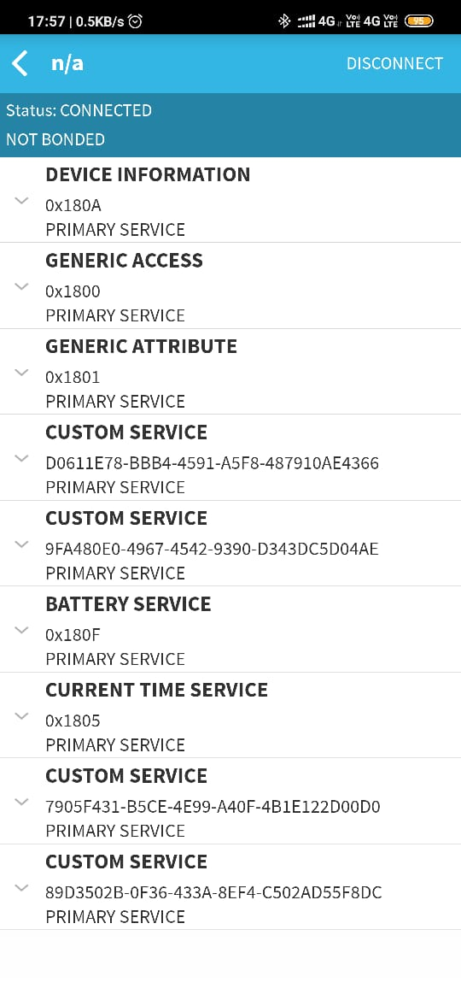 17:57 | 0.5KB/s 4G Vo) LTE 4G Vo) LTE 95
n/a DISCONNECT
Status: CONNECTED
NOT BONDED
DEVICE INFORMATION
0x180A
PRIMARY SERVICE
GENERIC ACCESS
0x1800
PRIMARY SERVICE
GENERIC ATTRIBUTE
0x1801
PRIMARY SERVICE
CUSTOM SERVICE
D0611E78-BBB4-4591-A5F8-487910AE4366
PRIMARY SERVICE
CUSTOM SERVICE
9FA480E0-4967-4542-9390-D343DC5D04AE
PRIMARY SERVICE
BATTERY SERVICE
0x180F
PRIMARY SERVICE
CURRENT TIME SERVICE
0x1805
PRIMARY SERVICE
CUSTOM SERVICE
7905F431-B5CE-4E99-A40F-4B1E122D00D0
PRIMARY SERVICE
CUSTOM SERVICE
89D3502B-0F36-433A-8EF4-C502AD55F8DC
PRIMARY SERVICE